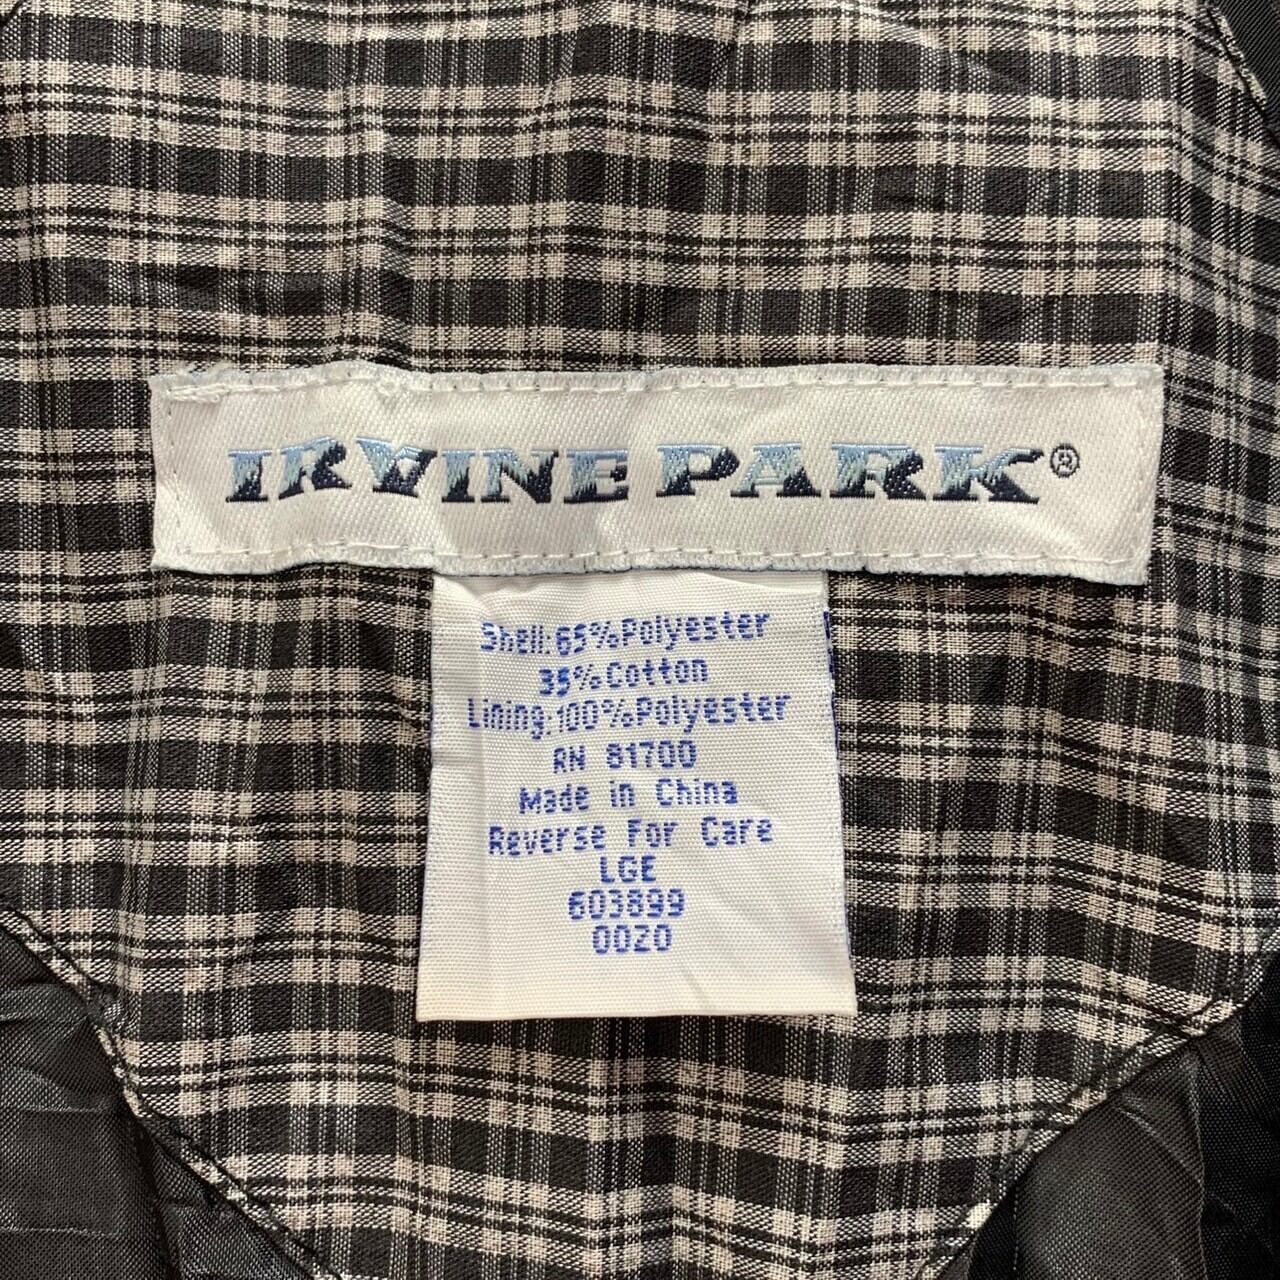 IRVINE PARK®
Shell:65%Polyester
35%Cotton
Lining:100%Polyester
RN 81700
Made in China
Reverse For Care
LGE
603899
0020